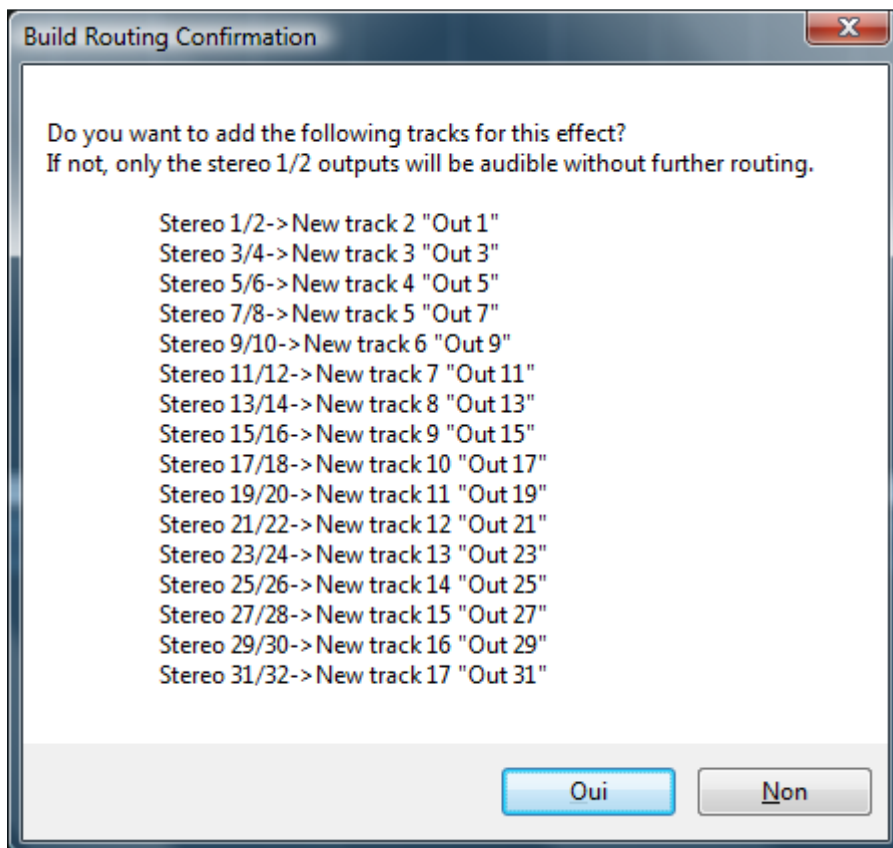 Build Routing Confirmation
Do you want to add the following tracks for this effect?
If not, only the stereo 1/2 outputs will be audible without further routing.
Stereo 1/2->New track 2 "Out 1"
Stereo 3/4->New track 3 "Out 3"
Stereo 5/6->New track 4 "Out 5"
Stereo 7/8->New track 5 "Out 7"
Stereo 9/10->New track 6 "Out 9"
Stereo 11/12->New track 7 "Out 11"
Stereo 13/14->New track 8 "Out 13"
Stereo 15/16->New track 9 "Out 15"
Stereo 17/18->New track 10 "Out 17"
Stereo 19/20->New track 11 "Out 19"
Stereo 21/22->New track 12 "Out 21"
Stereo 23/24->New track 13 "Out 23"
Stereo 25/26->New track 14 "Out 25"
Stereo 27/28->New track 15 "Out 27"
Stereo 29/30->New track 16 "Out 29"
Stereo 31/32->New track 17 "Out 31"
Oui Non